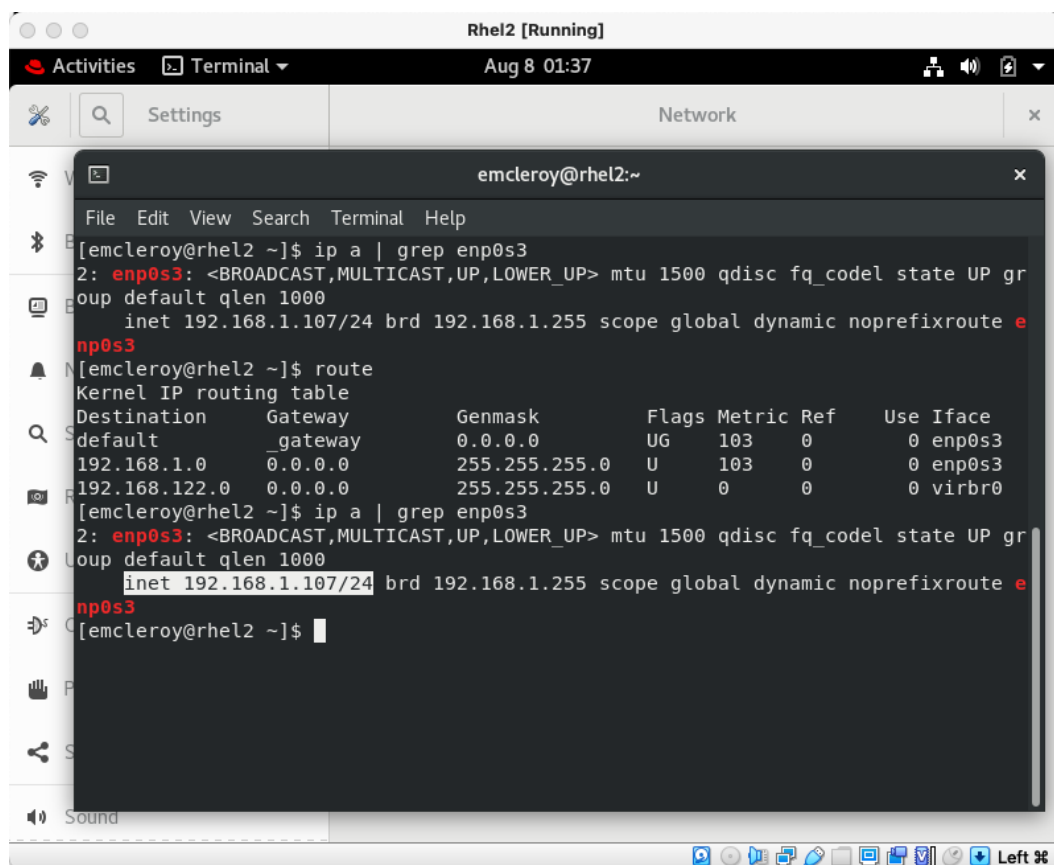 Rhel2 [Running]
Activities Terminal Aug 8 01:37
Settings Network
emcleroy@rhel2:~
File Edit View Search Terminal Help
[emcleroy@rhel2 ~]$ ip a | grep enp0s3
2: enp0s3: <BROADCAST,MULTICAST,UP,LOWER_UP> mtu 1500 qdisc fq_codel state UP gr
oup default qlen 1000
    inet 192.168.1.107/24 brd 192.168.1.255 scope global dynamic noprefixroute e
np0s3
[emcleroy@rhel2 ~]$ route
Kernel IP routing table
Destination     Gateway         Genmask         Flags Metric Ref    Use Iface
default         _gateway        0.0.0.0         UG    103    0        0 enp0s3
192.168.1.0     0.0.0.0         255.255.255.0   U     103    0        0 enp0s3
192.168.122.0   0.0.0.0         255.255.255.0   U     0      0        0 virbr0
[emcleroy@rhel2 ~]$ ip a | grep enp0s3
2: enp0s3: <BROADCAST,MULTICAST,UP,LOWER_UP> mtu 1500 qdisc fq_codel state UP gr
oup default qlen 1000
    inet 192.168.1.107/24 brd 192.168.1.255 scope global dynamic noprefixroute e
np0s3
[emcleroy@rhel2 ~]$
Sound
Left ⌘